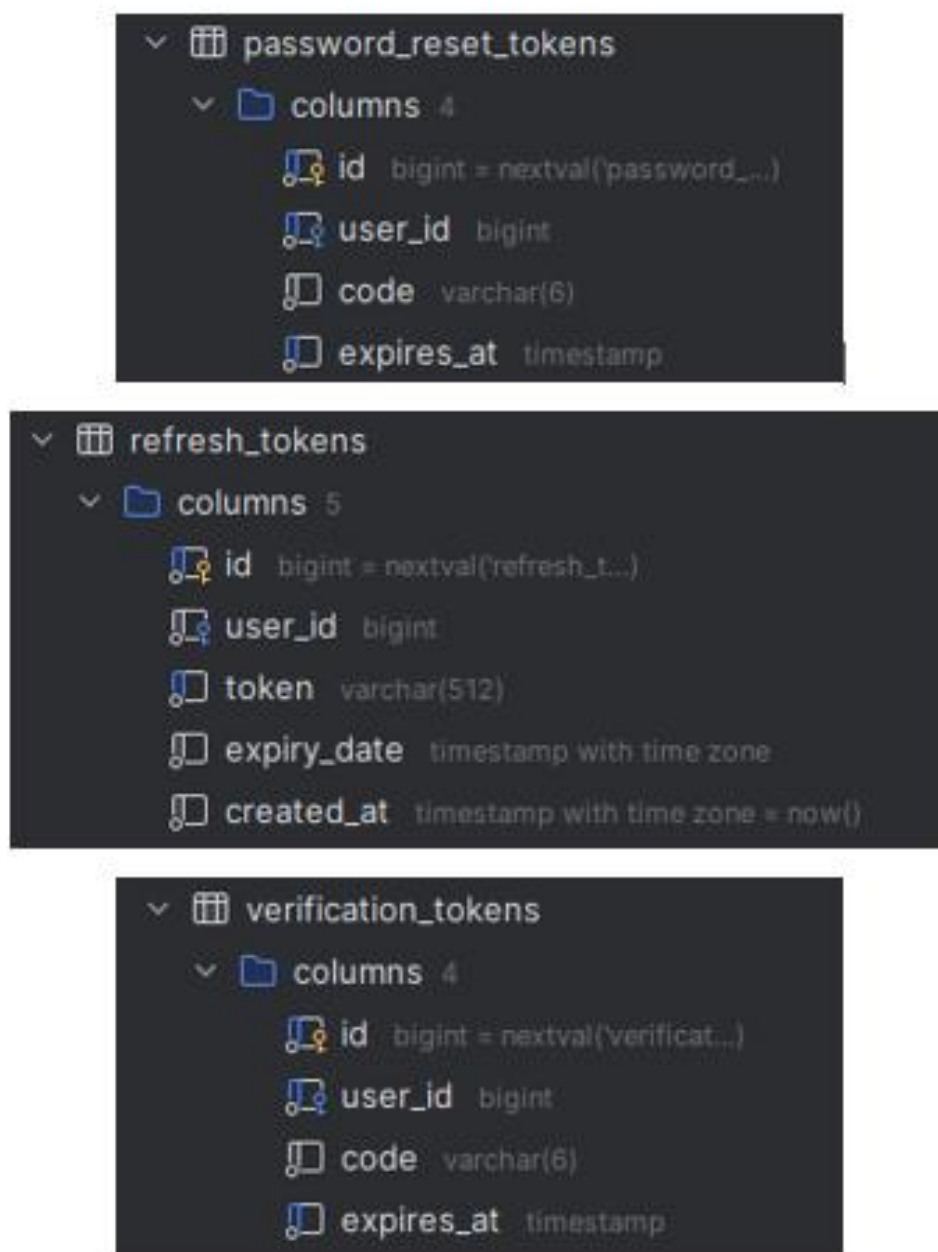 password_reset_tokens
columns 4
id bigint = nextval('password_...)
user_id bigint
code varchar(6)
expires_at timestamp
refresh_tokens
columns 5
id bigint = nextval('refresh_t...)
user_id bigint
token varchar(512)
expiry_date timestamp with time zone
created_at timestamp with time zone = now()
verification_tokens
columns 4
id bigint = nextval('verificat...)
user_id bigint
code varchar(6)
expires_at timestamp